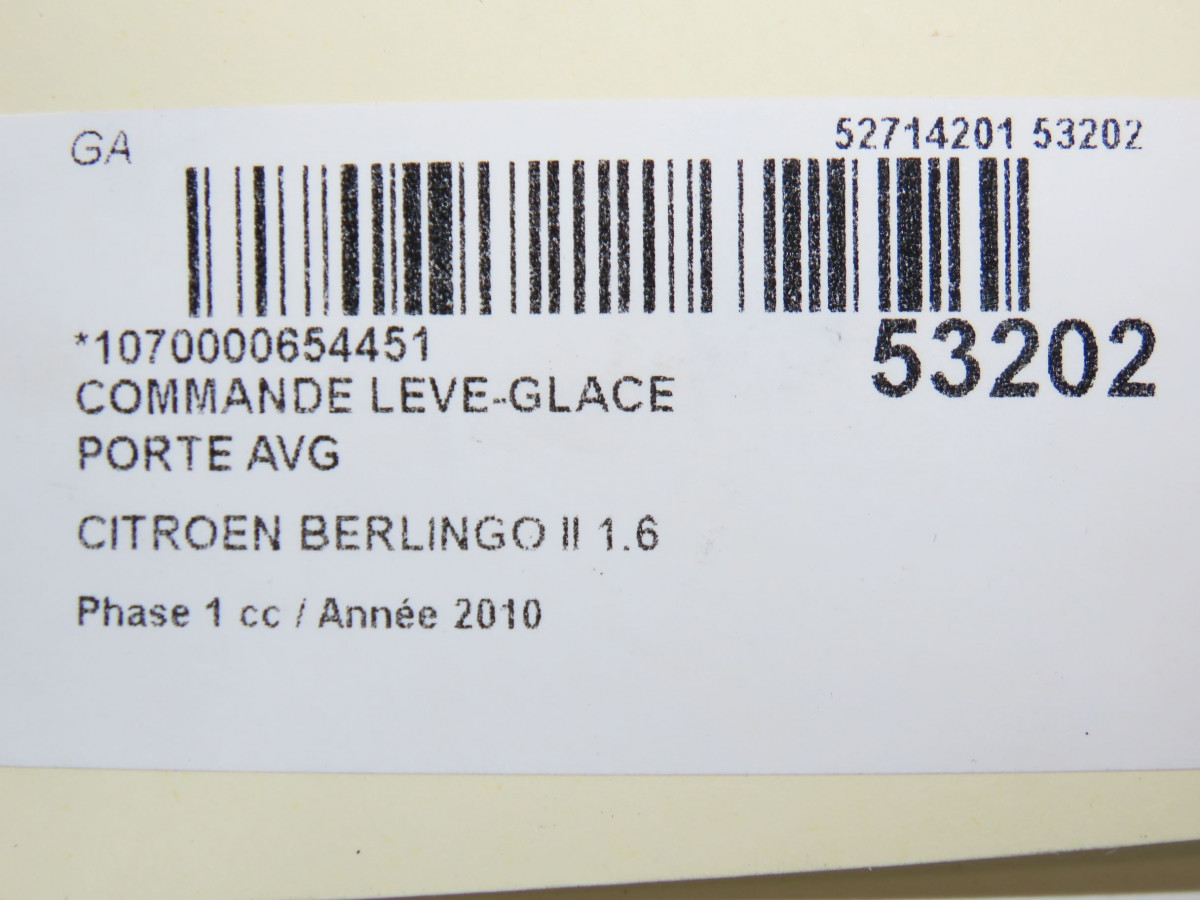 GA
52714201 53202
*1070000654451
53202
COMMANDE LEVE-GLACE
PORTE AVG
CITROEN BERLINGO II 1.6
Phase 1 cc / Année 2010